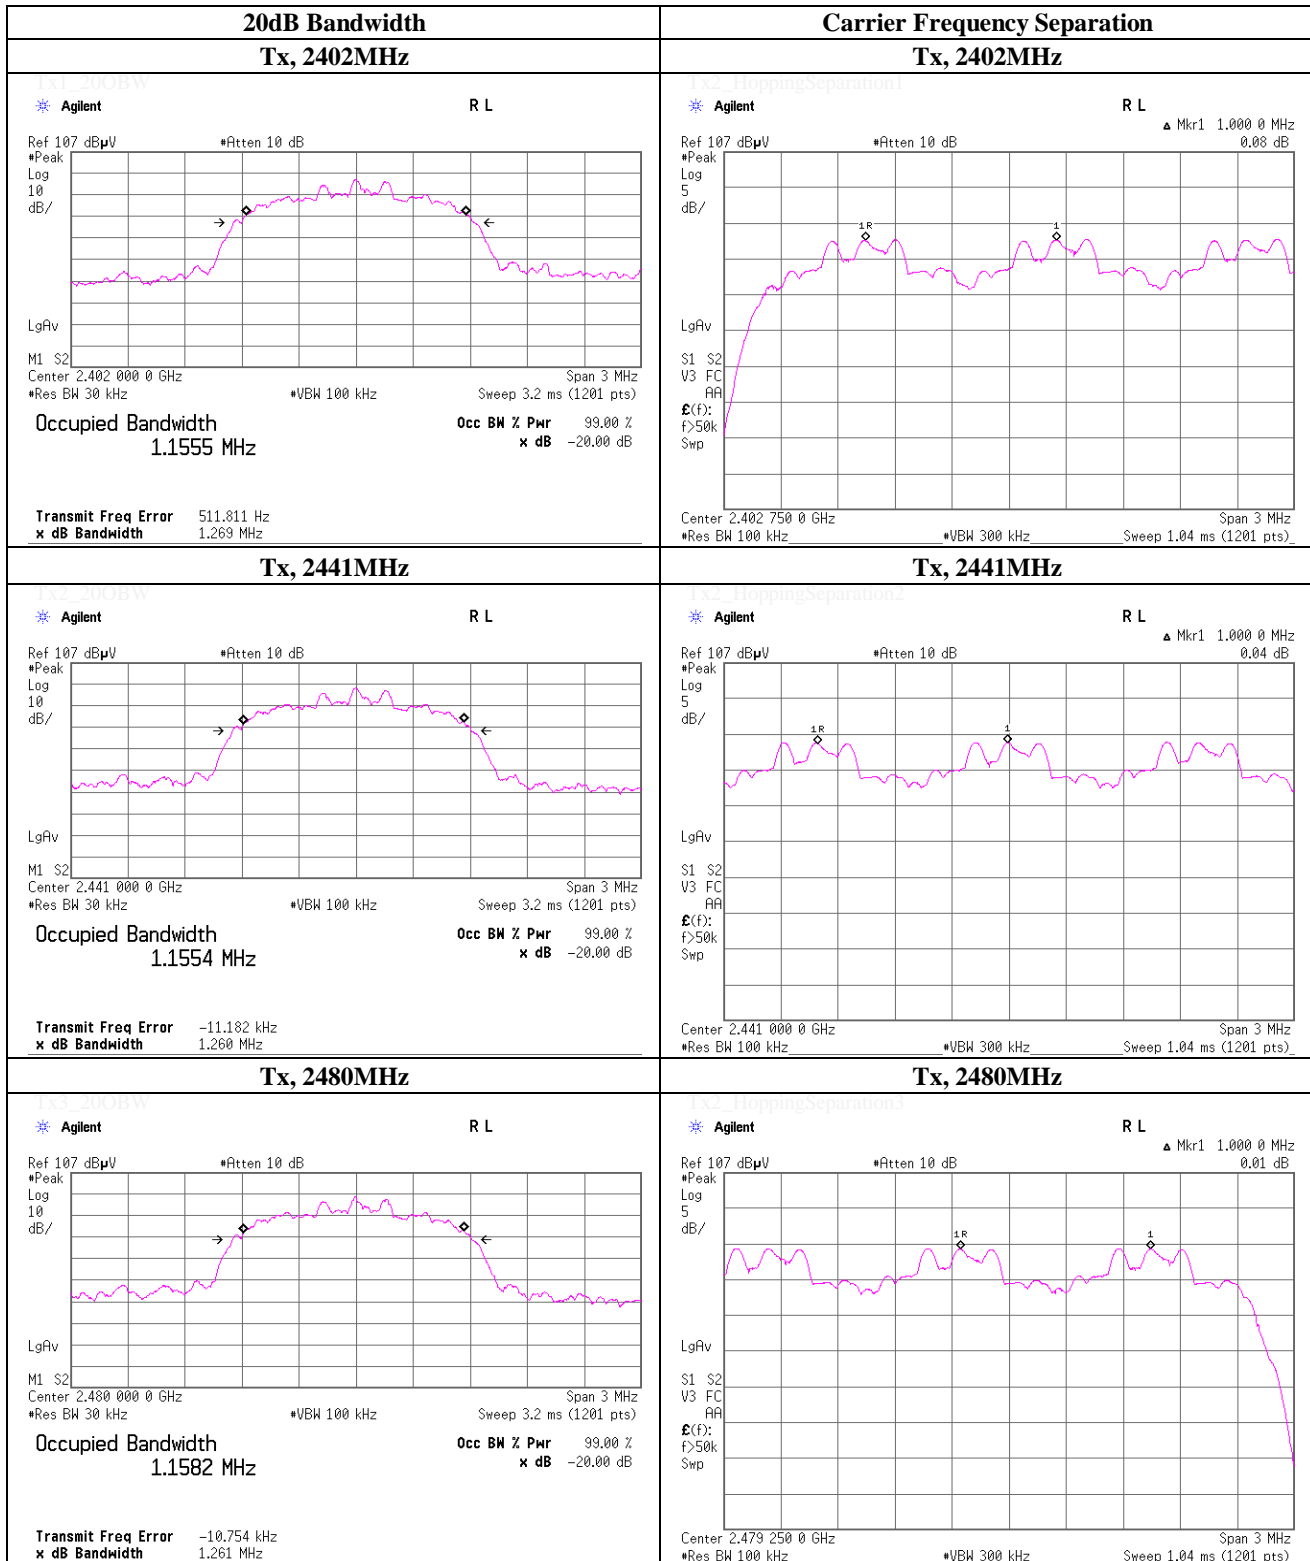 20dB Bandwidth
Carrier Frequency Separation
Tx, 2402MHz
Tx, 2402MHz
Tx1_20OBW
Agilent
R L
Ref 107 dBµV
#Atten 10 dB
#Peak
Log
10
dB/
LgAv
M1 S2
Center 2.402 000 0 GHz
Span 3 MHz
#Res BW 30 kHz
#VBW 100 kHz
Sweep 3.2 ms (1201 pts)
Occupied Bandwidth
1.1555 MHz
Occ BW % Pwr 99.00 %
x dB -20.00 dB
Transmit Freq Error 511.811 Hz
x dB Bandwidth 1.269 MHz
Tx2_HoppingSeparation1
Agilent
R L
Δ Mkr1 1.000 0 MHz
Ref 107 dBµV
#Atten 10 dB
0.08 dB
#Peak
Log
5
dB/
1R
1
LgAv
S1 S2
V3 FC
AA
£(f):
f>50k
Swp
Center 2.402 750 0 GHz
Span 3 MHz
#Res BW 100 kHz
#VBW 300 kHz
Sweep 1.04 ms (1201 pts)
Tx, 2441MHz
Tx, 2441MHz
Tx2_20OBW
Agilent
R L
Ref 107 dBµV
#Atten 10 dB
#Peak
Log
10
dB/
LgAv
M1 S2
Center 2.441 000 0 GHz
Span 3 MHz
#Res BW 30 kHz
#VBW 100 kHz
Sweep 3.2 ms (1201 pts)
Occupied Bandwidth
1.1554 MHz
Occ BW % Pwr 99.00 %
x dB -20.00 dB
Transmit Freq Error -11.182 kHz
x dB Bandwidth 1.260 MHz
Tx2_HoppingSeparation2
Agilent
R L
Δ Mkr1 1.000 0 MHz
Ref 107 dBµV
#Atten 10 dB
0.04 dB
#Peak
Log
5
dB/
1R
1
LgAv
S1 S2
V3 FC
AA
£(f):
f>50k
Swp
Center 2.441 000 0 GHz
Span 3 MHz
#Res BW 100 kHz
#VBW 300 kHz
Sweep 1.04 ms (1201 pts)
Tx, 2480MHz
Tx, 2480MHz
Tx3_20OBW
Agilent
R L
Ref 107 dBµV
#Atten 10 dB
#Peak
Log
10
dB/
LgAv
M1 S2
Center 2.480 000 0 GHz
Span 3 MHz
#Res BW 30 kHz
#VBW 100 kHz
Sweep 3.2 ms (1201 pts)
Occupied Bandwidth
1.1582 MHz
Occ BW % Pwr 99.00 %
x dB -20.00 dB
Transmit Freq Error -10.754 kHz
x dB Bandwidth 1.261 MHz
Tx2_HoppingSeparation3
Agilent
R L
Δ Mkr1 1.000 0 MHz
Ref 107 dBµV
#Atten 10 dB
0.01 dB
#Peak
Log
5
dB/
1R
1
LgAv
S1 S2
V3 FC
AA
£(f):
f>50k
Swp
Center 2.479 250 0 GHz
Span 3 MHz
#Res BW 100 kHz
#VBW 300 kHz
Sweep 1.04 ms (1201 pts)